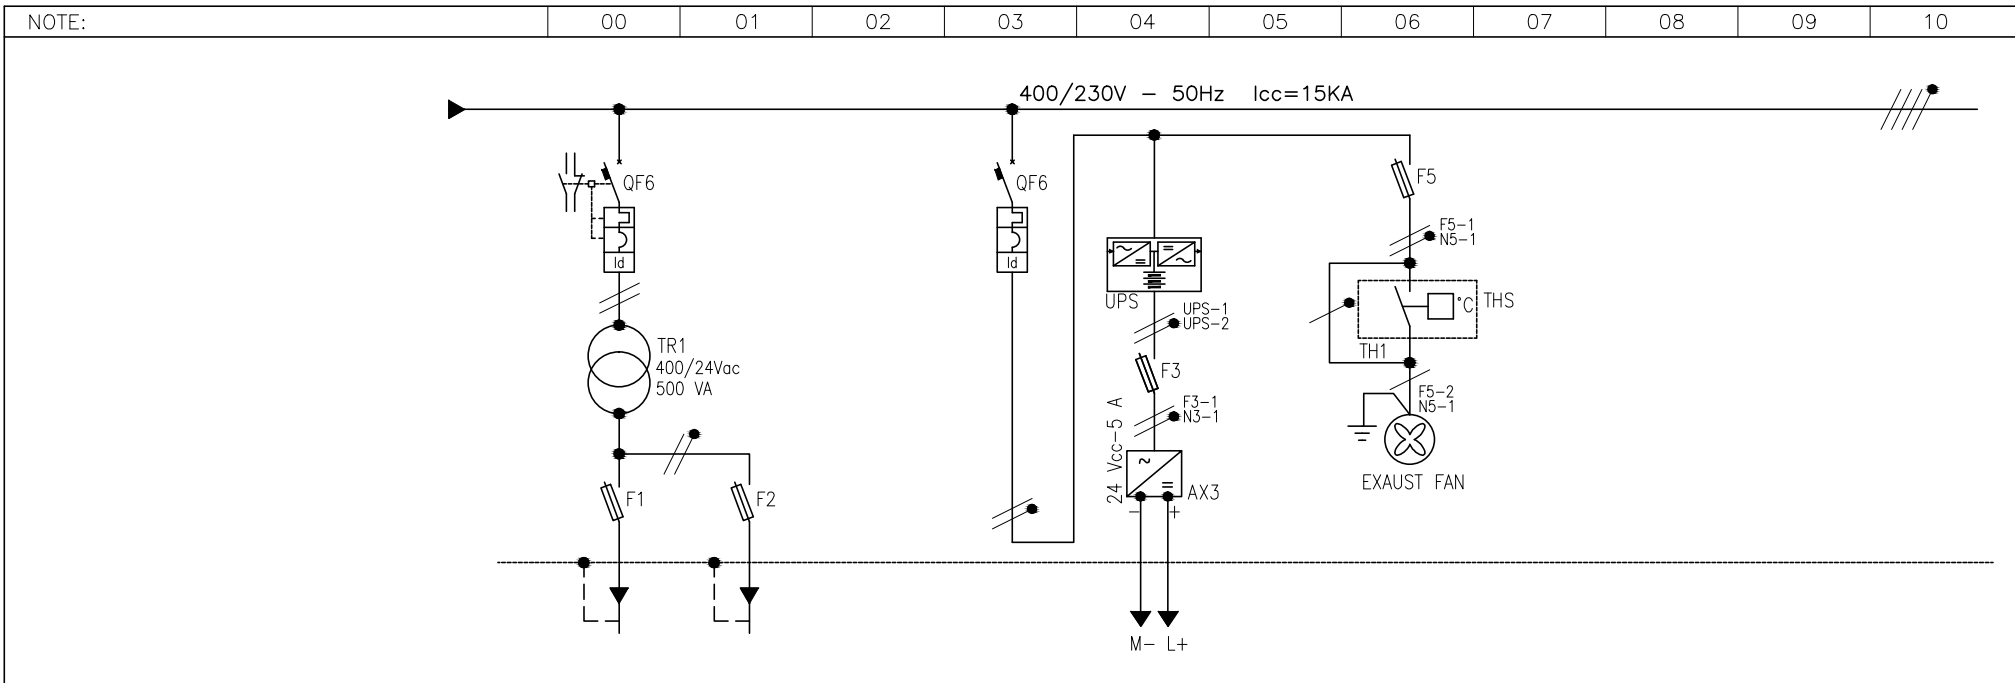 NOTE:
00
01
02
03
04
05
06
07
08
09
10
400/230V - 50Hz Icc=15KA
QF6
Id
TR1
400/24Vac
500 VA
F1
F2
QF6
Id
UPS
UPS-1
UPS-2
F3
F3-1
N3-1
24 Vcc-5 A
~
=
AX3
- +
M- L+
F5
F5-1
N5-1
°C
THS
TH1
F5-2
N5-1
EXAUST FAN